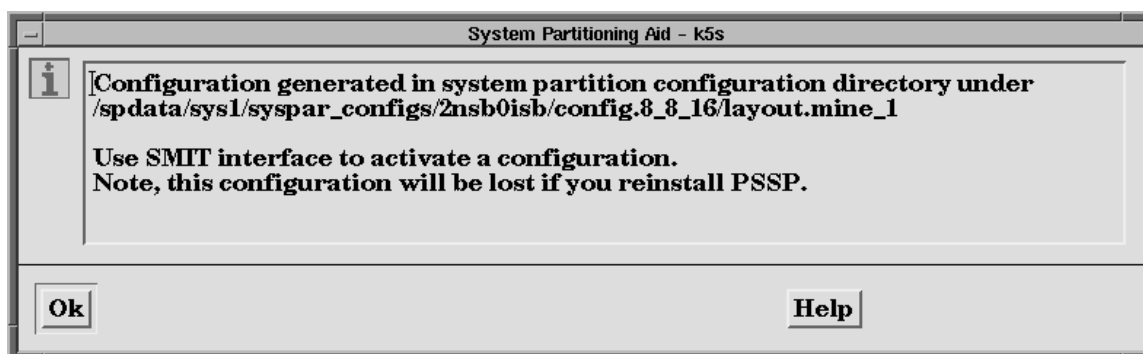 System Partitioning Aid - k5s
Configuration generated in system partition configuration directory under
/spdata/sys1/syspar_configs/2nsb0isb/config.8_8_16/layout.mine_1
Use SMIT interface to activate a configuration.
Note, this configuration will be lost if you reinstall PSSP.
Ok
Help